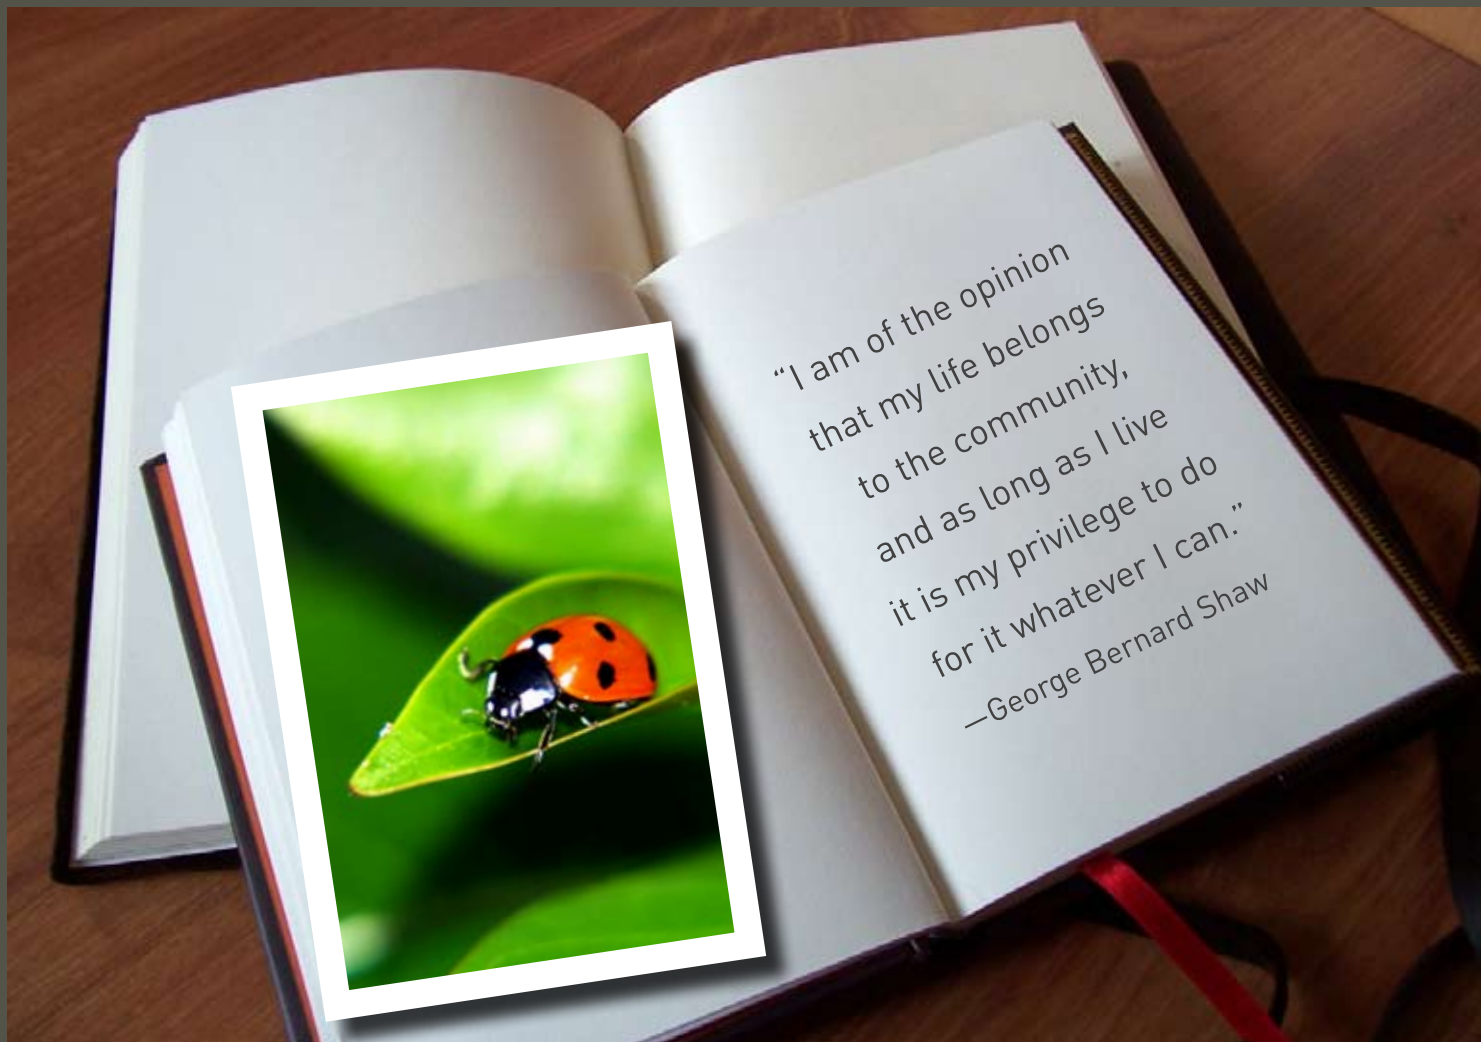 “I am of the opinion
that my life belongs
to the community,
and as long as I live
it is my privilege to do
for it whatever I can.”
—George Bernard Shaw